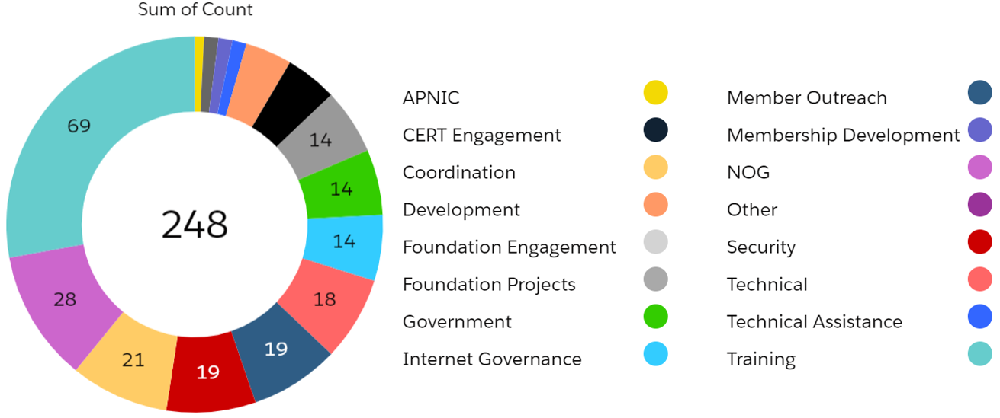 Sum of Count
69
14
14
14
18
19
19
21
28
248
APNIC
CERT Engagement
Coordination
Development
Foundation Engagement
Foundation Projects
Government
Internet Governance
Member Outreach
Membership Development
NOG
Other
Security
Technical
Technical Assistance
Training